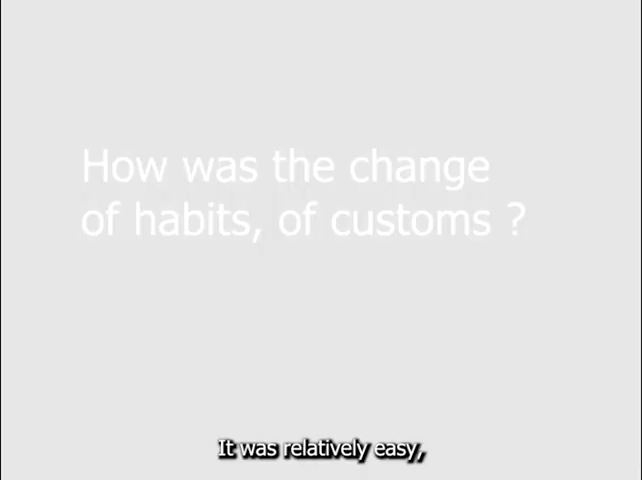 How was the change
of habits, of customs ?
It was relatively easy,